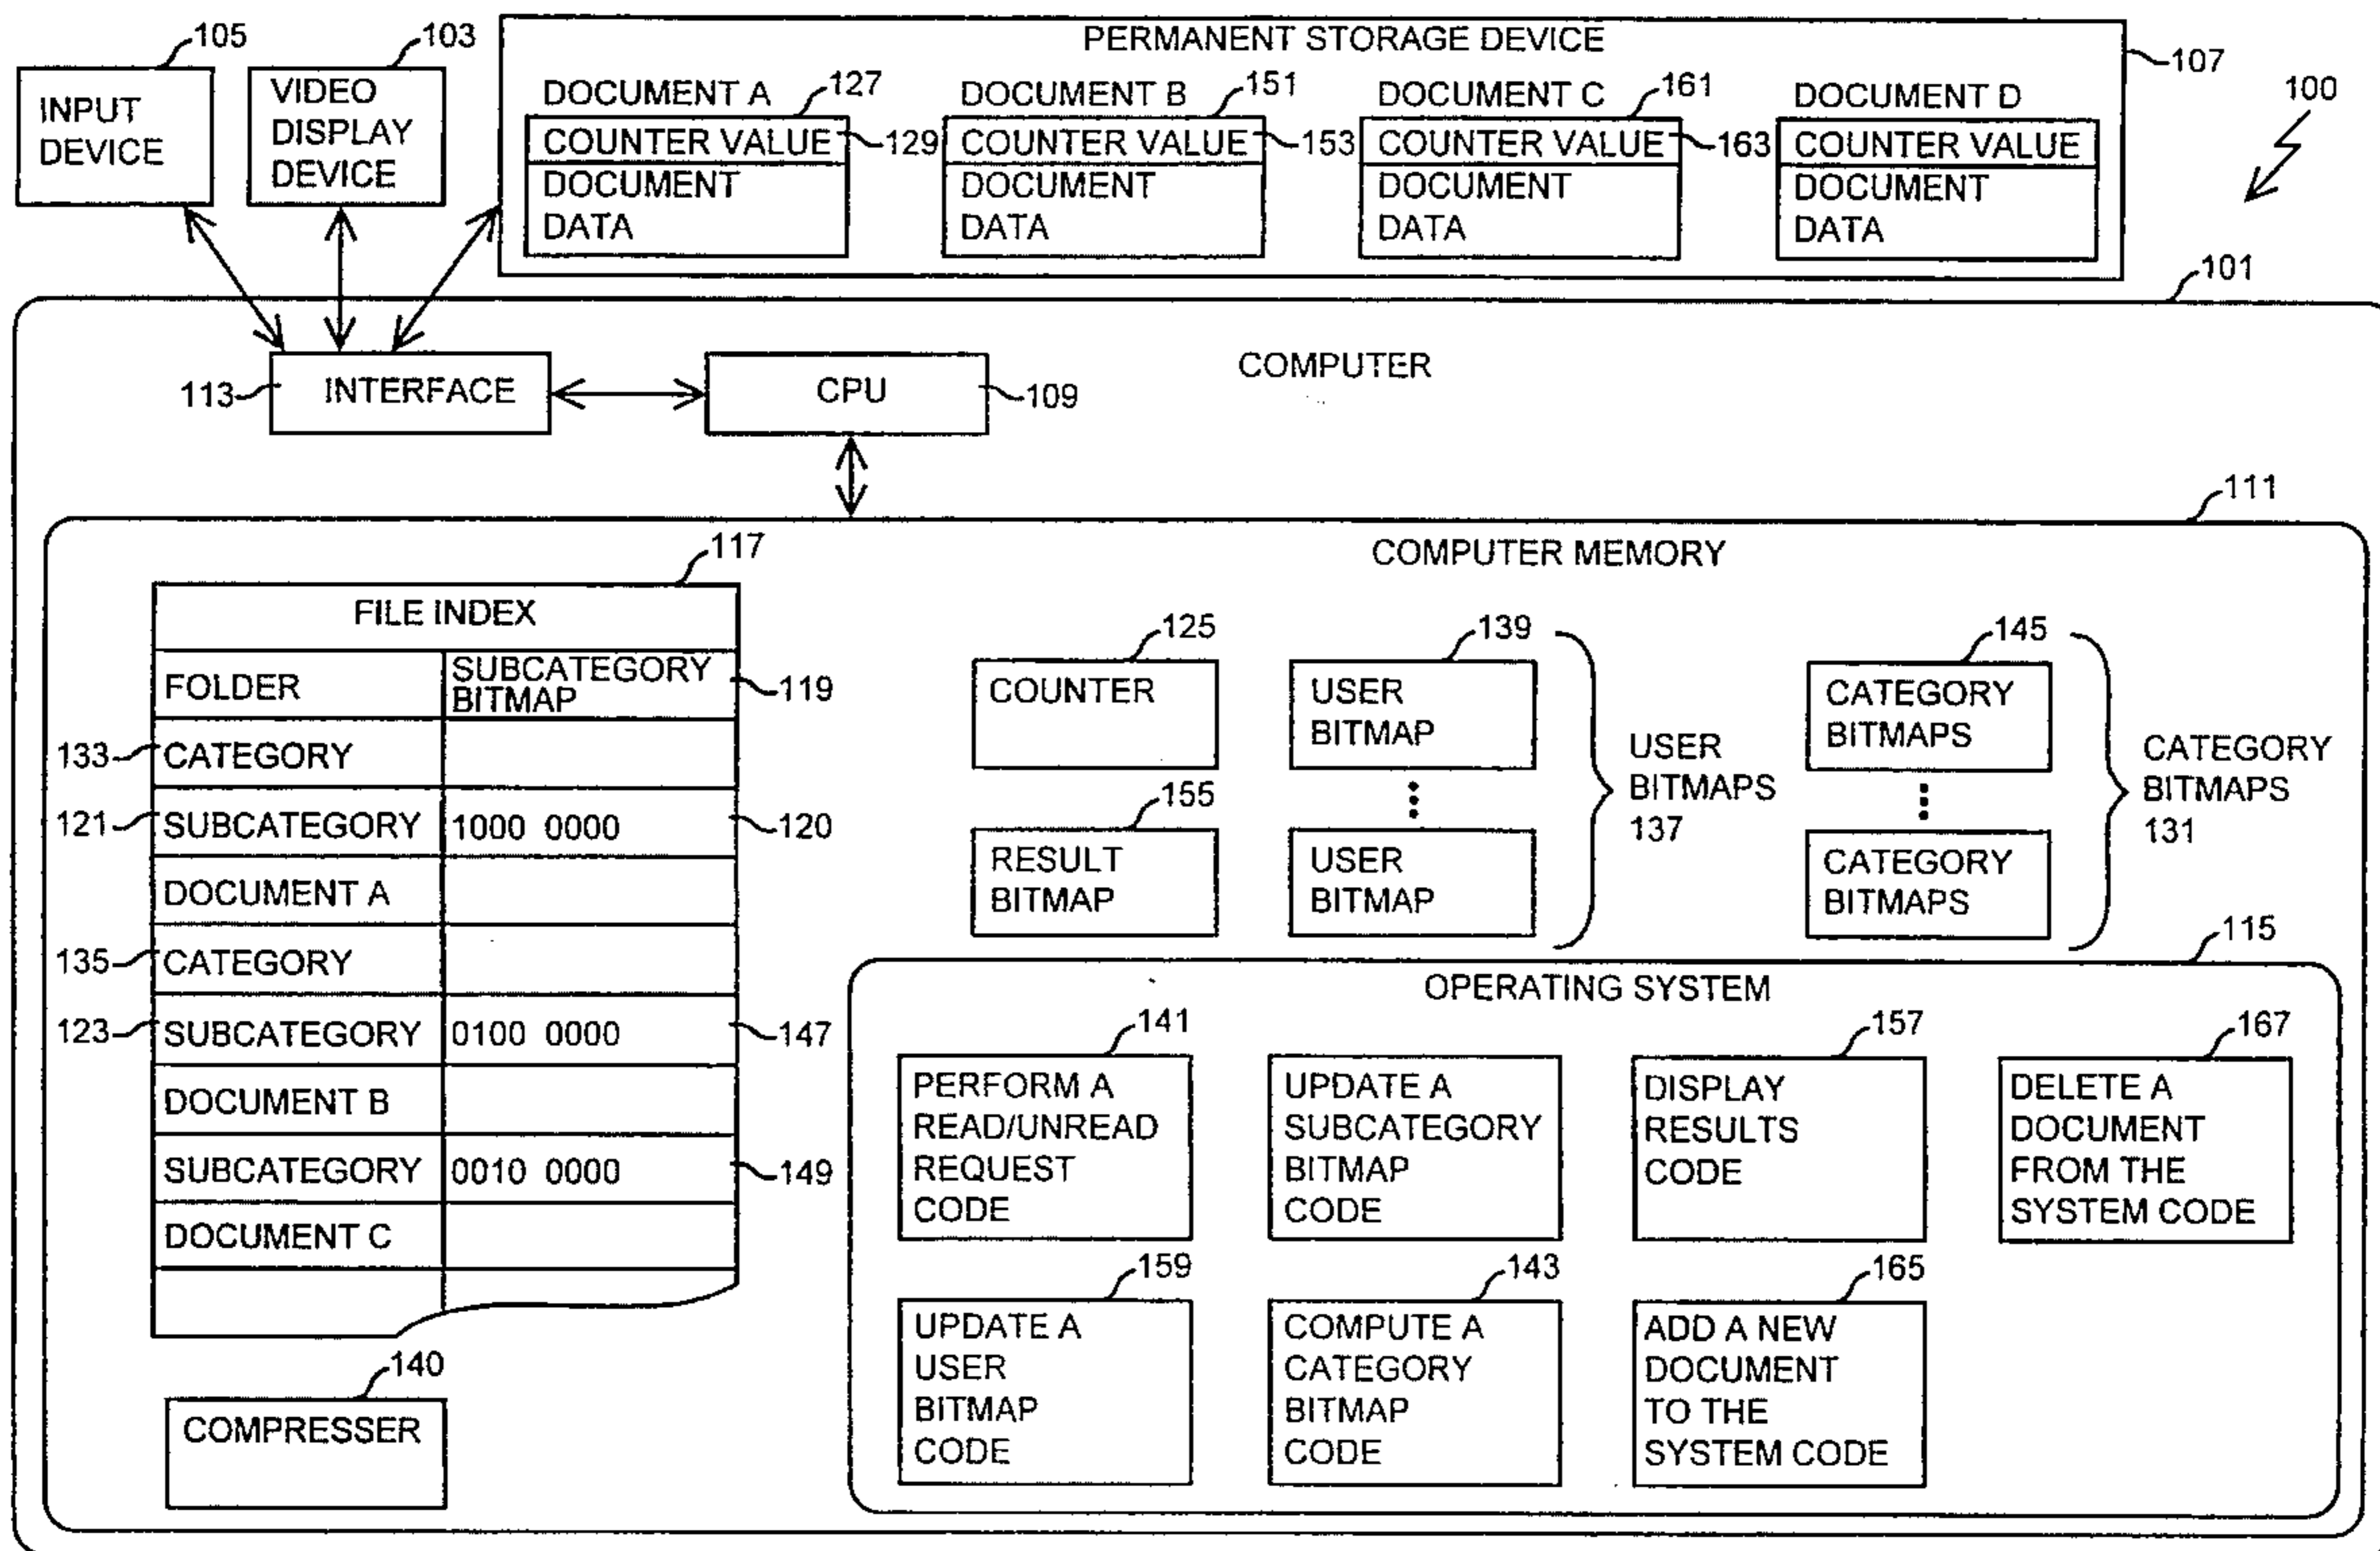 105
103
PERMANENT STORAGE DEVICE
107
100
INPUT
DEVICE
VIDEO
DISPLAY
DEVICE
DOCUMENT A
127
COUNTER VALUE
129
DOCUMENT
DATA
DOCUMENT B
151
COUNTER VALUE
153
DOCUMENT
DATA
DOCUMENT C
161
COUNTER VALUE
163
DOCUMENT
DATA
DOCUMENT D
COUNTER VALUE
DOCUMENT
DATA
101
113
INTERFACE
CPU
109
COMPUTER
111
COMPUTER MEMORY
117
FILE INDEX
FOLDER
SUBCATEGORY
BITMAP
119
133
CATEGORY
121
SUBCATEGORY
1000 0000
120
DOCUMENT A
135
CATEGORY
123
SUBCATEGORY
0100 0000
147
DOCUMENT B
SUBCATEGORY
0010 0000
149
DOCUMENT C
140
COMPRESSER
125
COUNTER
155
RESULT
BITMAP
139
USER
BITMAP
USER
BITMAP
USER
BITMAPS
137
145
CATEGORY
BITMAPS
CATEGORY
BITMAPS
CATEGORY
BITMAPS
131
115
OPERATING SYSTEM
141
PERFORM A
READ/UNREAD
REQUEST
CODE
UPDATE A
SUBCATEGORY
BITMAP
CODE
157
DISPLAY
RESULTS
CODE
167
DELETE A
DOCUMENT
FROM THE
SYSTEM CODE
159
UPDATE A
USER
BITMAP
CODE
143
COMPUTE A
CATEGORY
BITMAP
CODE
165
ADD A NEW
DOCUMENT
TO THE
SYSTEM CODE